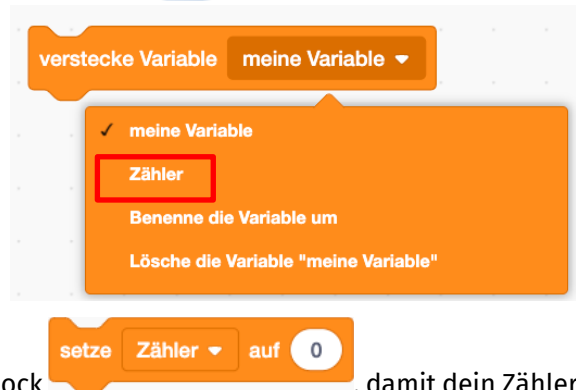 verstecke Variable meine Variable
✓ meine Variable
Zähler
Benenne die Variable um
Lösche die Variable "meine Variable"
setze Zähler auf 0
ock , damit dein Zähler